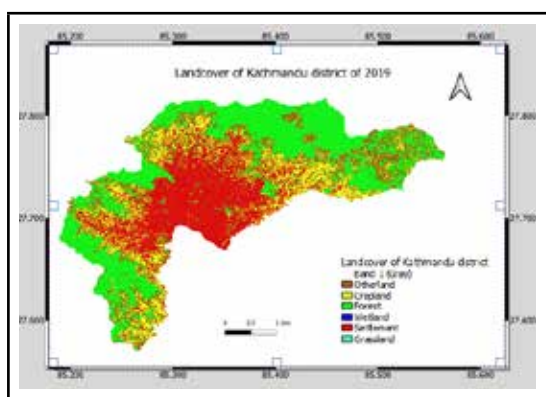 85.200 85.300 85.400 85.500 85.600
Landcover of Kathmandu district of 2019
27.800 27.800
27.700 27.700
27.600 27.600
Landcover of Kathmandu district
Band 1 (Gray)
Otherland
Cropland
Forest
Wetland
Settlement
Grassland
85.200 85.300 85.400 85.500 85.600